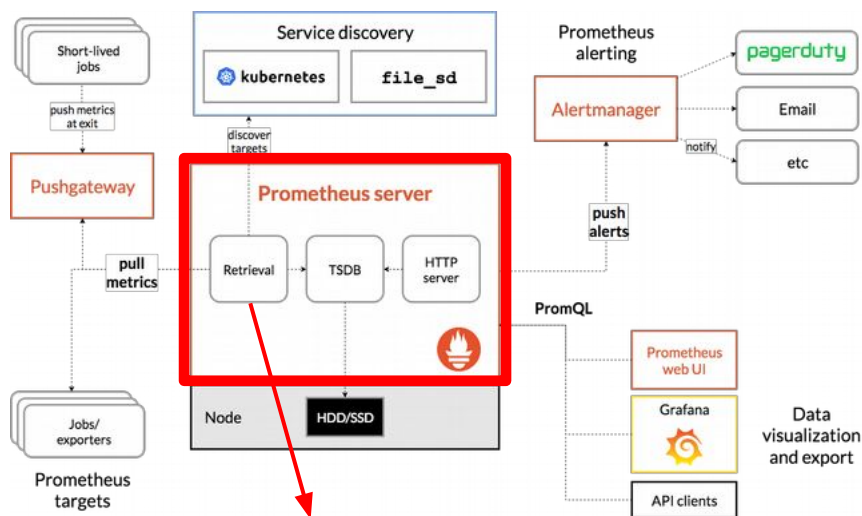 Short-lived
jobs
push metrics
at exit
Pushgateway
pull
metrics
Jobs/
exporters
Prometheus
targets
Service discovery
kubernetes
file_sd
discover
targets
Prometheus server
Retrieval
TSDB
HTTP
server
Node
HDD/SSD
Prometheus
alerting
Alertmanager
push
alerts
pagerduty
Email
notify
etc
PromQL
Prometheus
web UI
Grafana
API clients
Data
visualization
and export